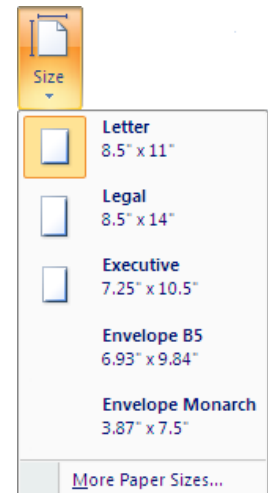 Size
Letter
8.5" x 11"
Legal
8.5" x 14"
Executive
7.25" x 10.5"
Envelope B5
6.93" x 9.84"
Envelope Monarch
3.87" x 7.5"
More Paper Sizes...